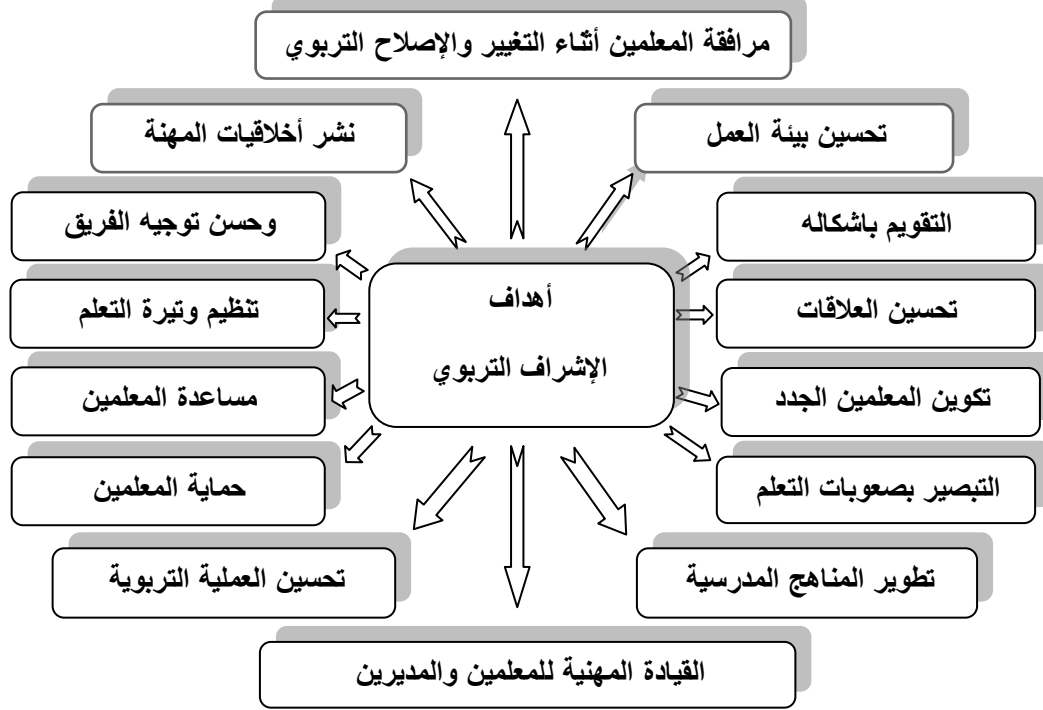 مرافقة المعلمين أثناء التغيير والإصلاح التربوي
تحسين بيئة العمل
نشر أخلاقيات المهنة
التقويم باشكاله
وحسن توجيه الفريق
أهداف
الإشراف التربوي
تحسين العلاقات
تنظيم وتيرة التعلم
تكوين المعلمين الجدد
مساعدة المعلمين
التبصير بصعوبات التعلم
حماية المعلمين
تطوير المناهج المدرسية
تحسين العملية التربوية
القيادة المهنية للمعلمين والمديرين